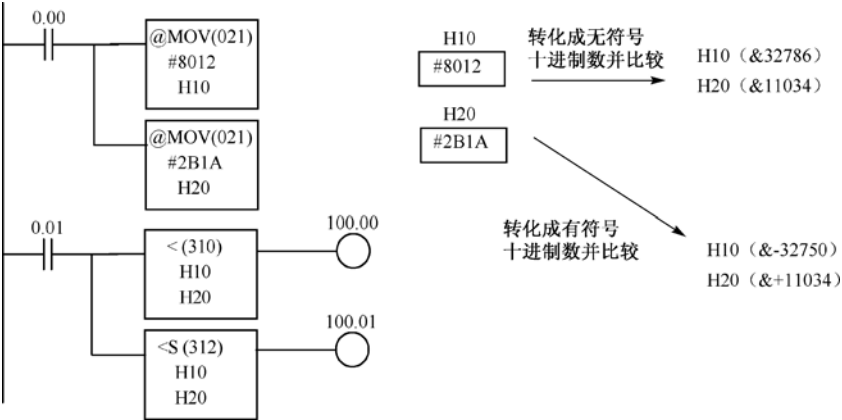 0.00
@MOV(021)
#8012
H10
@MOV(021)
#2B1A
H20
0.01
< (310)
H10
H20
100.00
<S (312)
H10
H20
100.01
H10
#8012
H20
#2B1A
转化成无符号
十进制数并比较
H10（&32786）
H20（&11034）
转化成有符号
十进制数并比较
H10（&-32750）
H20（&+11034）